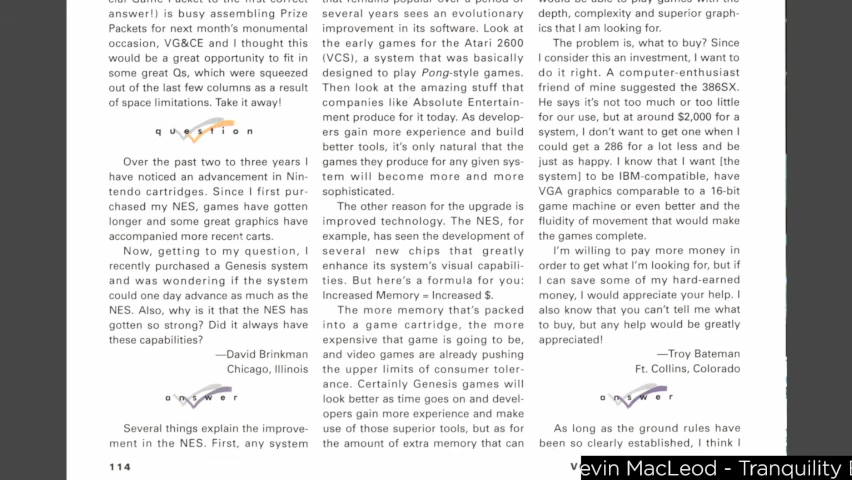 cial Game Packet to the first correct
answer!) is busy assembling Prize
Packets for next month's monumental
occasion, VG&CE and I thought this
would be a great opportunity to fit in
some great Qs, which were squeezed
out of the last few columns as a result
of space limitations. Take it away!
question
Over the past two to three years I
have noticed an advancement in Nin-
tendo cartridges. Since I first pur-
chased my NES, games have gotten
longer and some great graphics have
accompanied more recent carts.
Now, getting to my question, I
recently purchased a Genesis system
and was wondering if the system
could one day advance as much as the
NES. Also, why is it that the NES has
gotten so strong? Did it always have
these capabilities?
—David Brinkman
Chicago, Illinois
answer
Several things explain the improve-
ment in the NES. First, any system
114
that remains popular over a period of
several years sees an evolutionary
improvement in its software. Look at
the early games for the Atari 2600
(VCS), a system that was basically
designed to play Pong-style games.
Then look at the amazing stuff that
companies like Absolute Entertain-
ment produce for it today. As develop-
ers gain more experience and build
better tools, it's only natural that the
games they produce for any given sys-
tem will become more and more
sophisticated.
The other reason for the upgrade is
improved technology. The NES, for
example, has seen the development of
several new chips that greatly
enhance its system's visual capabili-
ties. But here's a formula for you:
Increased Memory = Increased $.
The more memory that's packed
into a game cartridge, the more
expensive that game is going to be,
and video games are already pushing
the upper limits of consumer toler-
ance. Certainly Genesis games will
look better as time goes on and devel-
opers gain more experience and make
use of those superior tools, but as for
the amount of extra memory that can
would be able to play games with the
depth, complexity and superior graph-
ics that I am looking for.
The problem is, what to buy? Since
I consider this an investment, I want to
do it right. A computer-enthusiast
friend of mine suggested the 386SX.
He says it's not too much or too little
for our use, but at around $2,000 for a
system, I don't want to get one when I
could get a 286 for a lot less and be
just as happy. I know that I want [the
system] to be IBM-compatible, have
VGA graphics comparable to a 16-bit
game machine or even better and the
fluidity of movement that would make
the games complete.
I'm willing to pay more money in
order to get what I'm looking for, but if
I can save some of my hard-earned
money, I would appreciate your help. I
also know that you can't tell me what
to buy, but any help would be greatly
appreciated!
—Troy Bateman
Ft. Collins, Colorado
answer
As long as the ground rules have
been so clearly established, I think I
evin MacLeod - Tranquility